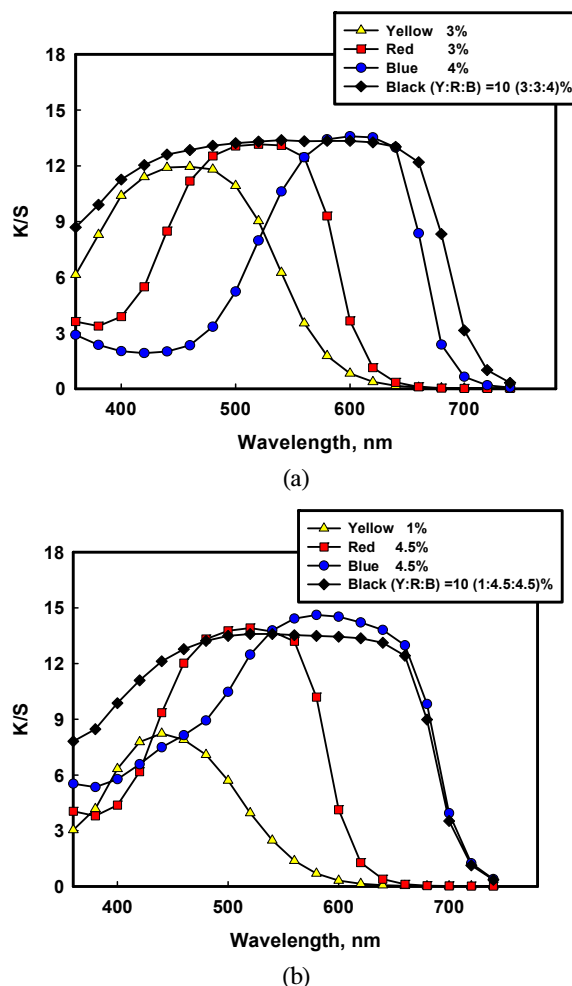 Yellow 3%
Red 3%
Blue 4%
Black (Y:R:B) =10 (3:3:4)%
15
12
9
6
3
0
K/S
400 500 600 700
Wavelength, nm
(a)
Yellow 1%
Red 4.5%
Blue 4.5%
Black (Y:R:B) =10 (1:4.5:4.5)%
18
15
12
9
6
3
0
K/S
400 500 600 700
Wavelength, nm
(b)